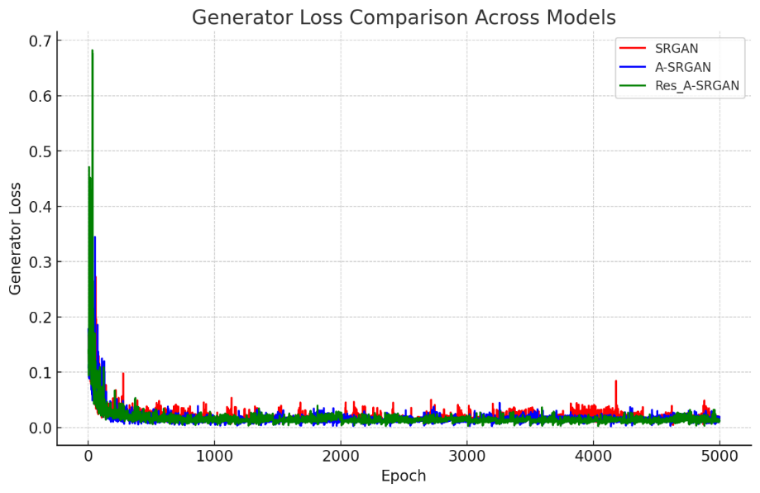 Generator Loss Comparison Across Models
SRGAN
A-SRGAN
Res_A-SRGAN
Generator Loss
0.7
0.6
0.5
0.4
0.3
0.2
0.1
0.0
0 1000 2000 3000 4000 5000
Epoch